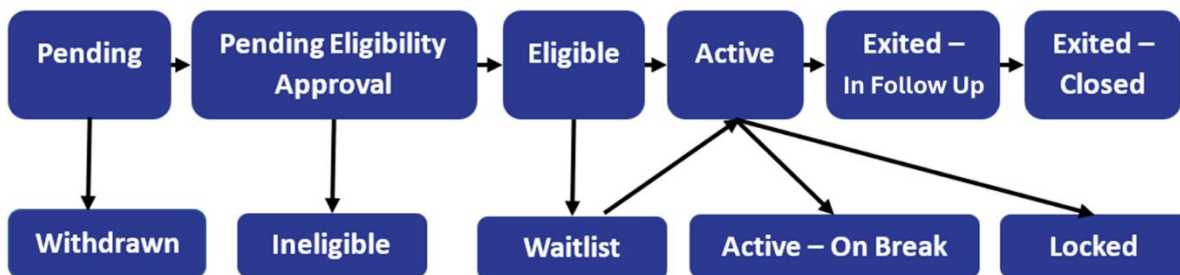 Pending
Pending Eligibility
Approval
Eligible
Active
Exited –
In Follow Up
Exited –
Closed
Withdrawn
Ineligible
Waitlist
Active – On Break
Locked